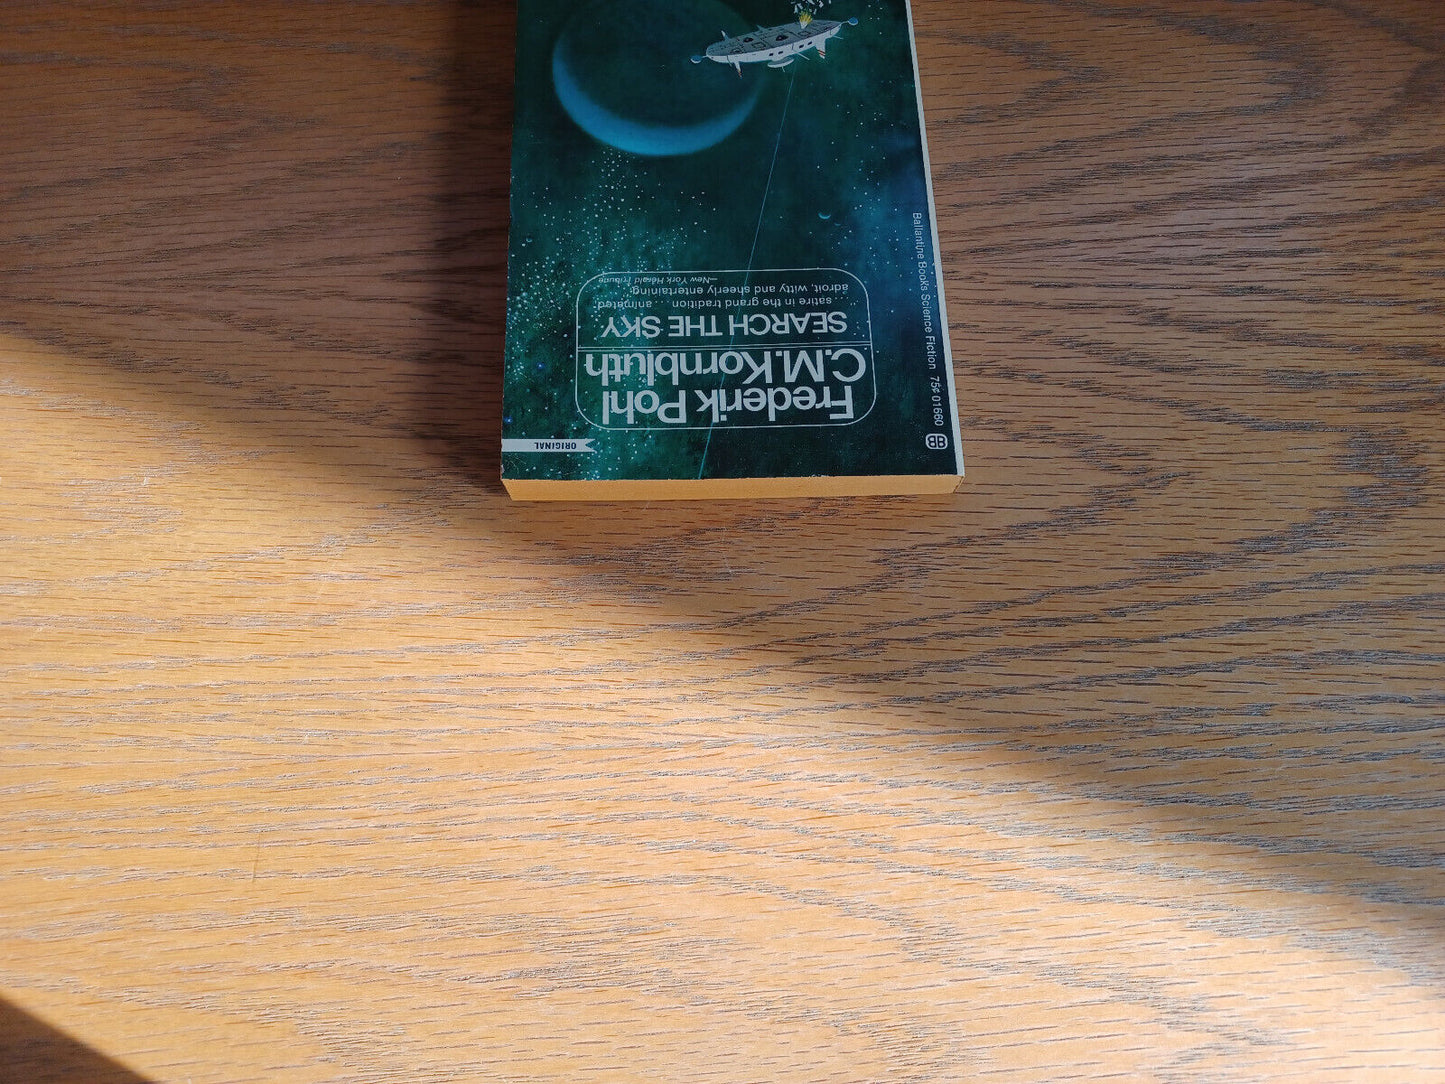 ORIGINAL
Frederik Pohl
C.M. Kornbluth
SEARCH THE SKY
"...satire in the grand tradition....animated,
adroit, witty and sheerly entertaining."
—New York Herald Tribune
BB
Ballantine Books Science Fiction 75¢ 01660